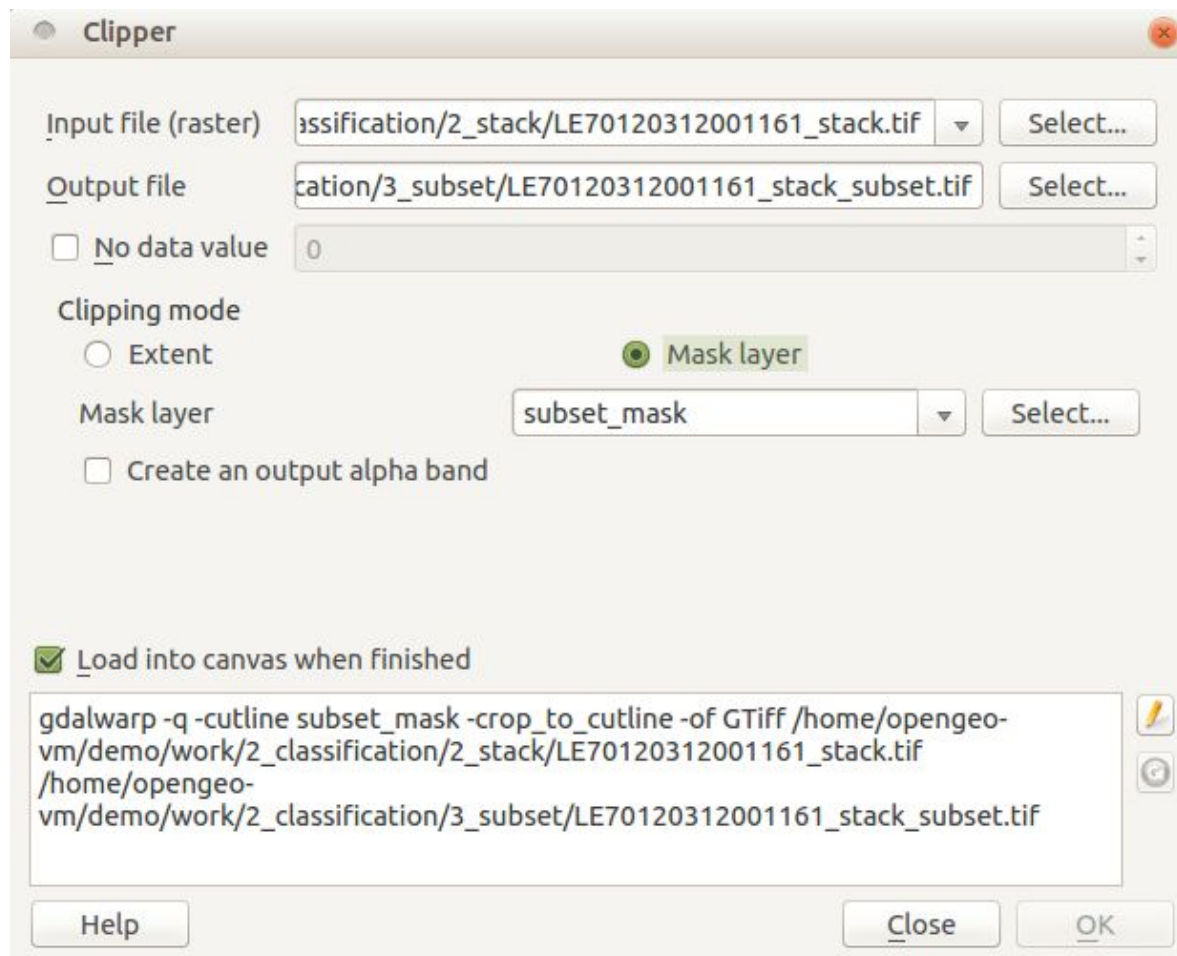 Clipper
Input file (raster) assification/2_stack/LE70120312001161_stack.tif Select...
Output file cation/3_subset/LE70120312001161_stack_subset.tif Select...
No data value 0
Clipping mode
Extent Mask layer
Mask layer subset_mask Select...
Create an output alpha band
Load into canvas when finished
gdalwarp -q -cutline subset_mask -crop_to_cutline -of GTiff /home/opengeo-
vm/demo/work/2_classification/2_stack/LE70120312001161_stack.tif
/home/opengeo-
vm/demo/work/2_classification/3_subset/LE70120312001161_stack_subset.tif
Help Close OK